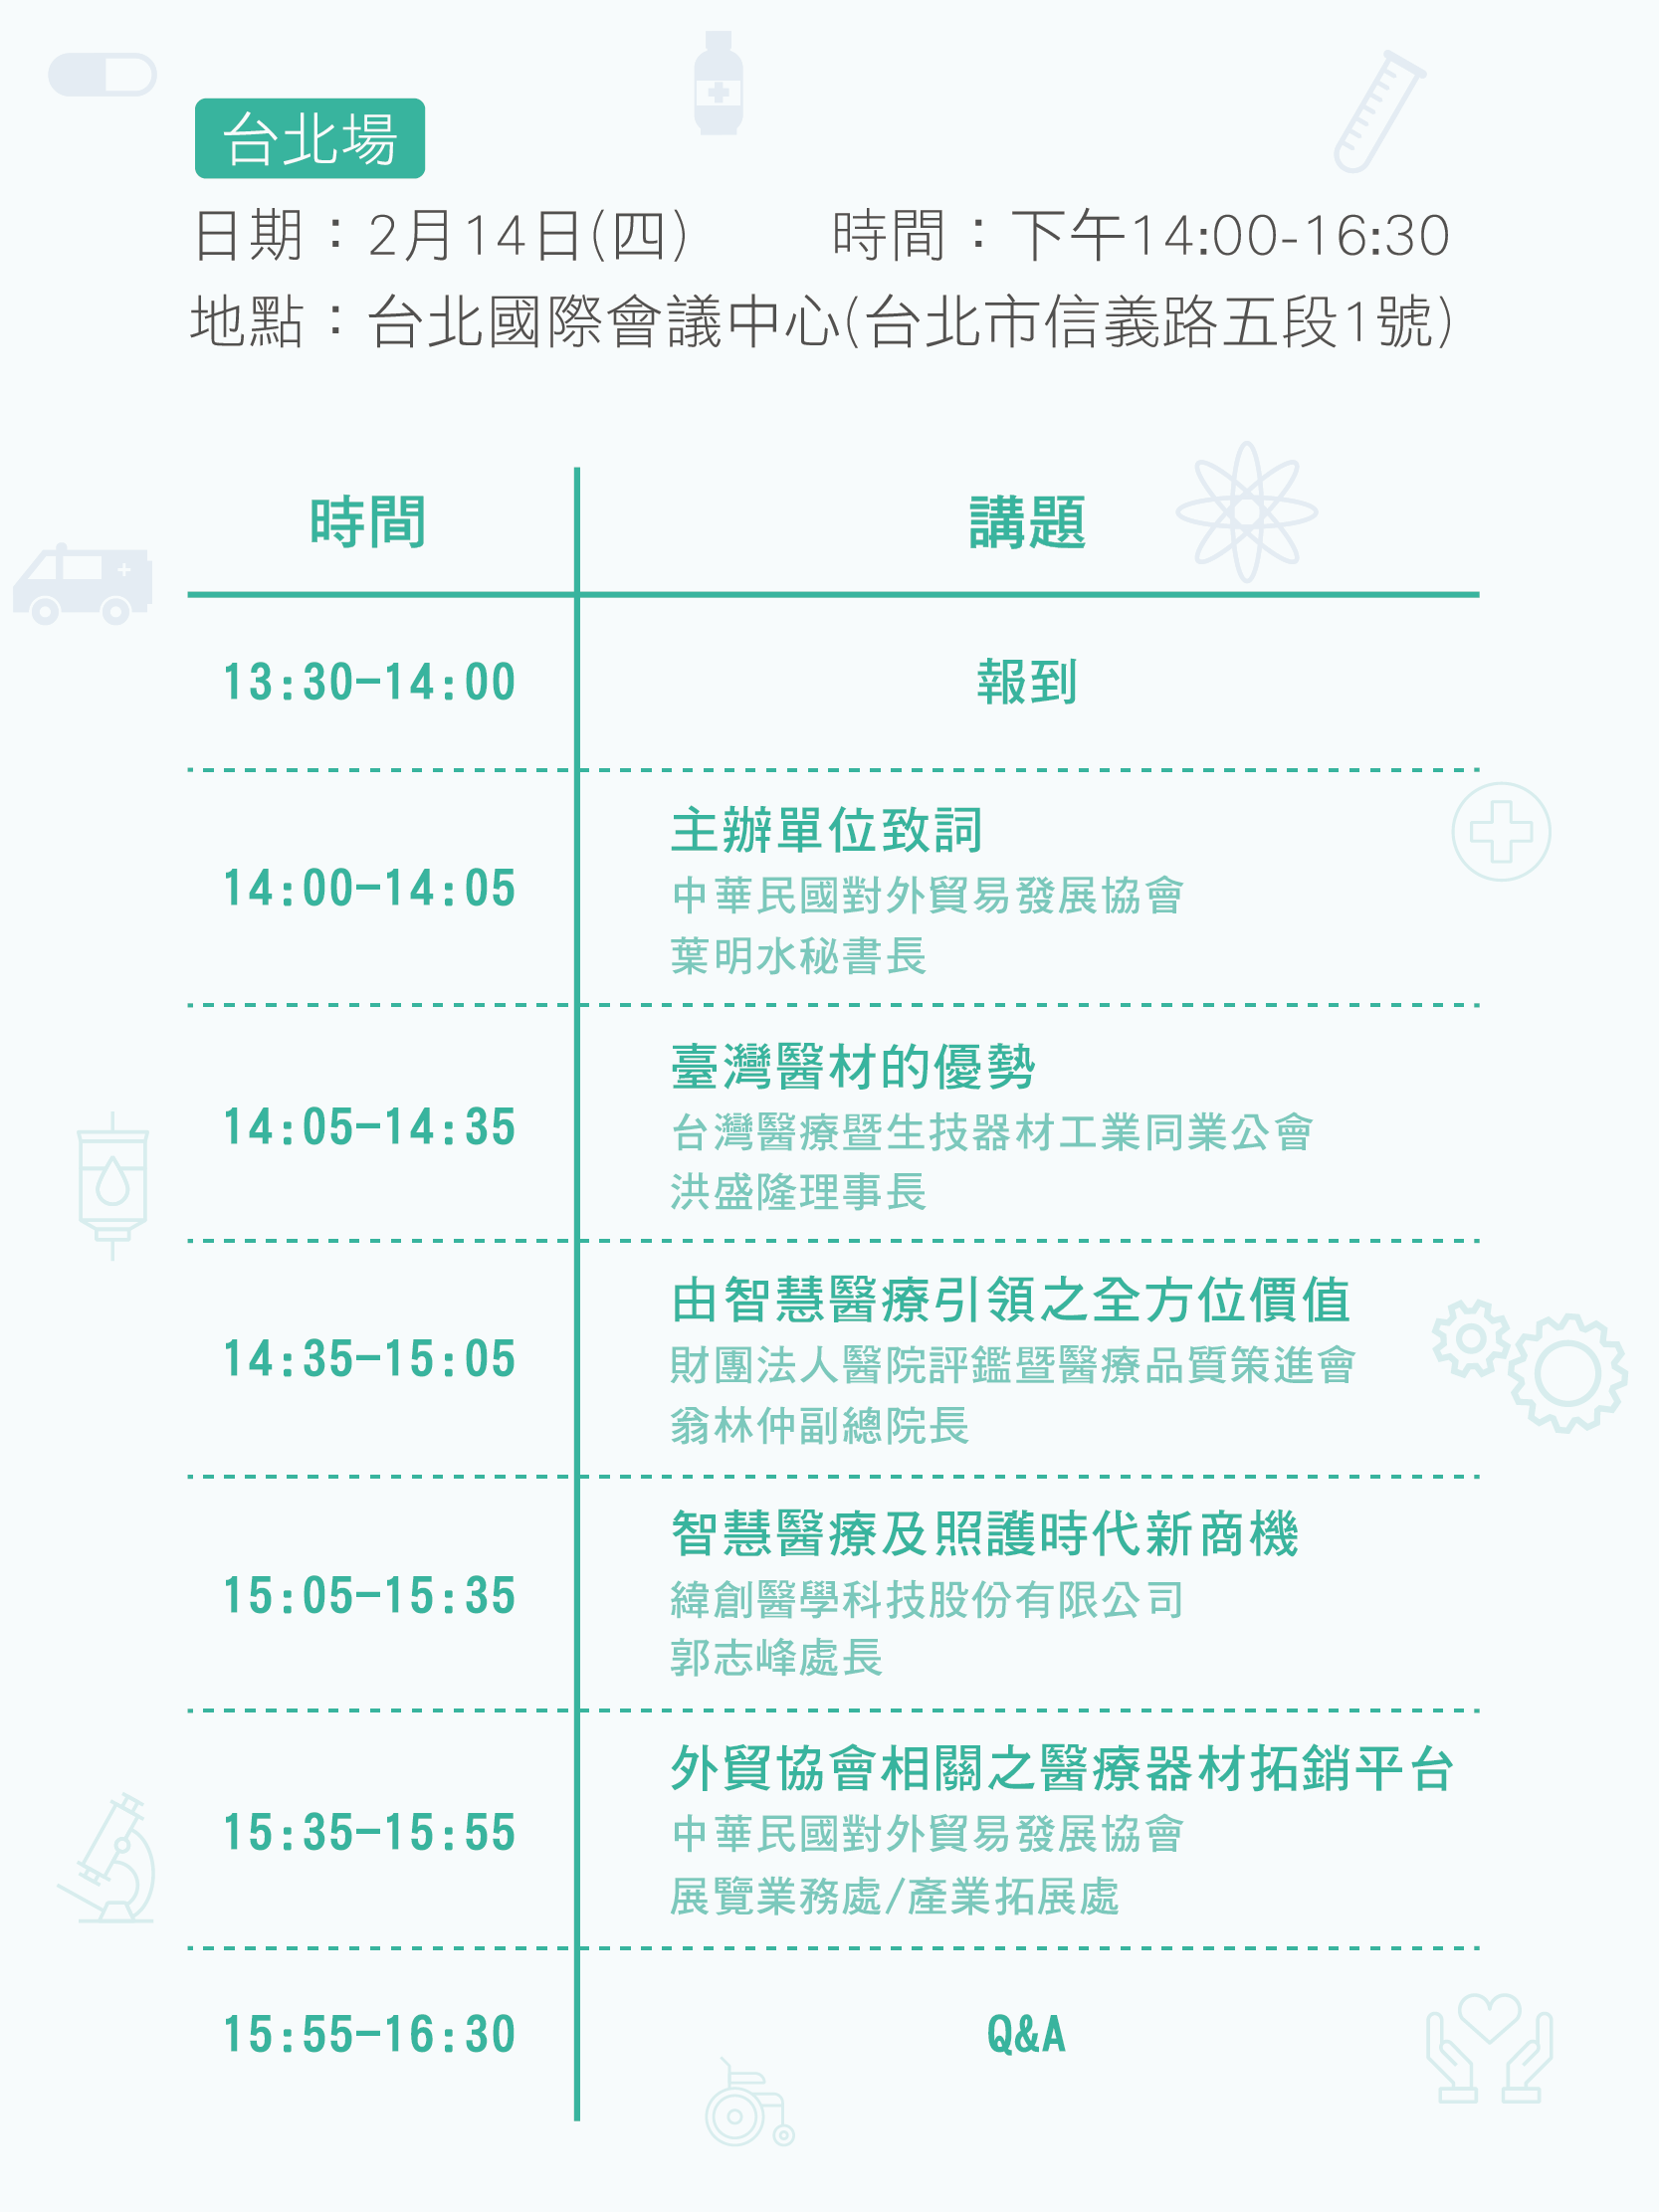 台北場
日期：2月14日(四)　時間：下午14:00-16:30
地點：台北國際會議中心(台北市信義路五段1號)
時間　講題
13:30-14:00　報到
14:00-14:05　主辦單位致詞
中華民國對外貿易發展協會
葉明水秘書長
14:05-14:35　臺灣醫材的優勢
台灣醫療暨生技器材工業同業公會
洪盛隆理事長
14:35-15:05　由智慧醫療引領之全方位價值
財團法人醫院評鑑暨醫療品質策進會
翁林仲副總院長
15:05-15:35　智慧醫療及照護時代新商機
緯創醫學科技股份有限公司
郭志峰處長
15:35-15:55　外貿協會相關之醫療器材拓銷平台
中華民國對外貿易發展協會
展覽業務處/產業拓展處
15:55-16:30　Q&A